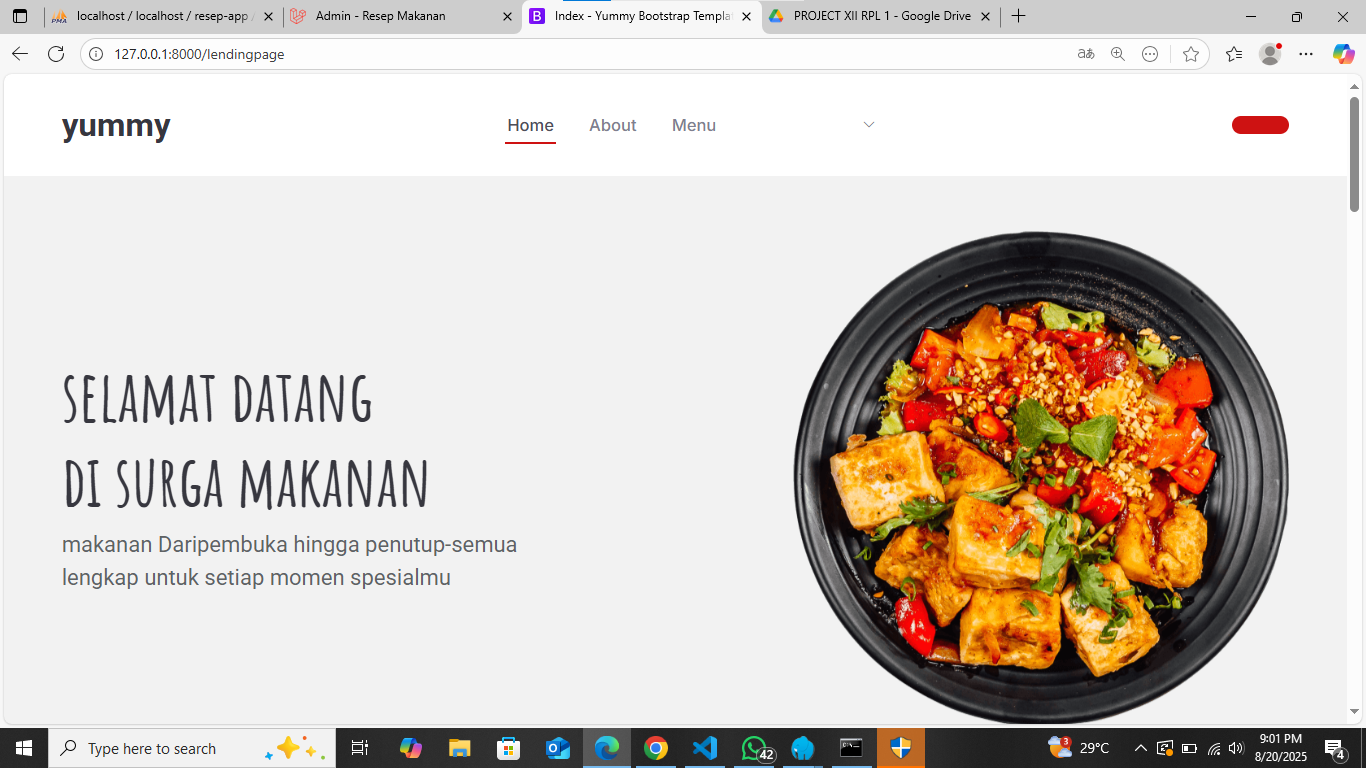 localhost / localhost / resep-app
Admin - Resep Makanan
Index - Yummy Bootstrap Templat
PROJECT XII RPL 1 - Google Drive
127.0.0.1:8000/lendingpage
yummy
Home
About
Menu
SELAMAT DATANG
DI SURGA MAKANAN
makanan Daripembuka hingga penutup-semua
lengkap untuk setiap momen spesialmu
Type here to search
42
3
29°C
9:01 PM
8/20/2025
4